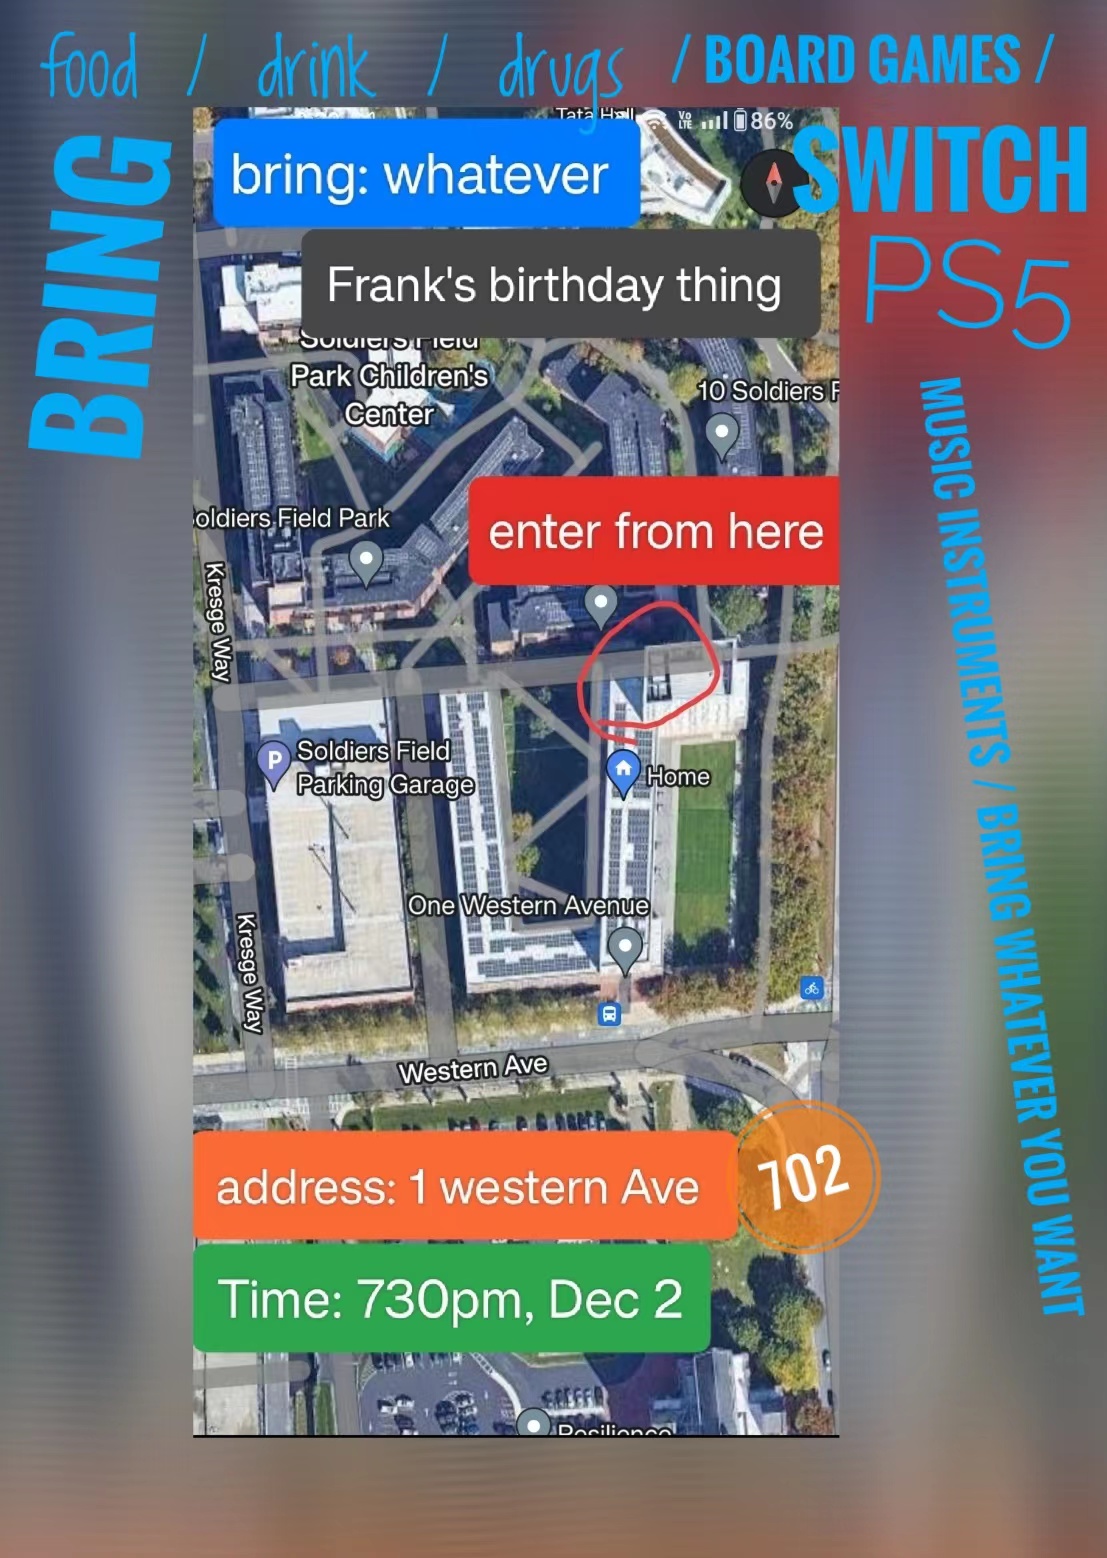 food / drink / drugs / BOARD GAMES /
SWITCH
PS5
BRING
MUSIC INSTRUMENTS / BRING WHATEVER YOU WANT
Tata Hall
VoLTE 86%
bring: whatever
Frank's birthday thing
Soldiers Field
Park Children's
Center
10 Soldiers F
oldiers Field Park
enter from here
Kresge Way
P
Soldiers Field
Parking Garage
Home
One Western Avenue
Kresge Way
Western Ave
address: 1 western Ave
702
Time: 730pm, Dec 2
Resilience